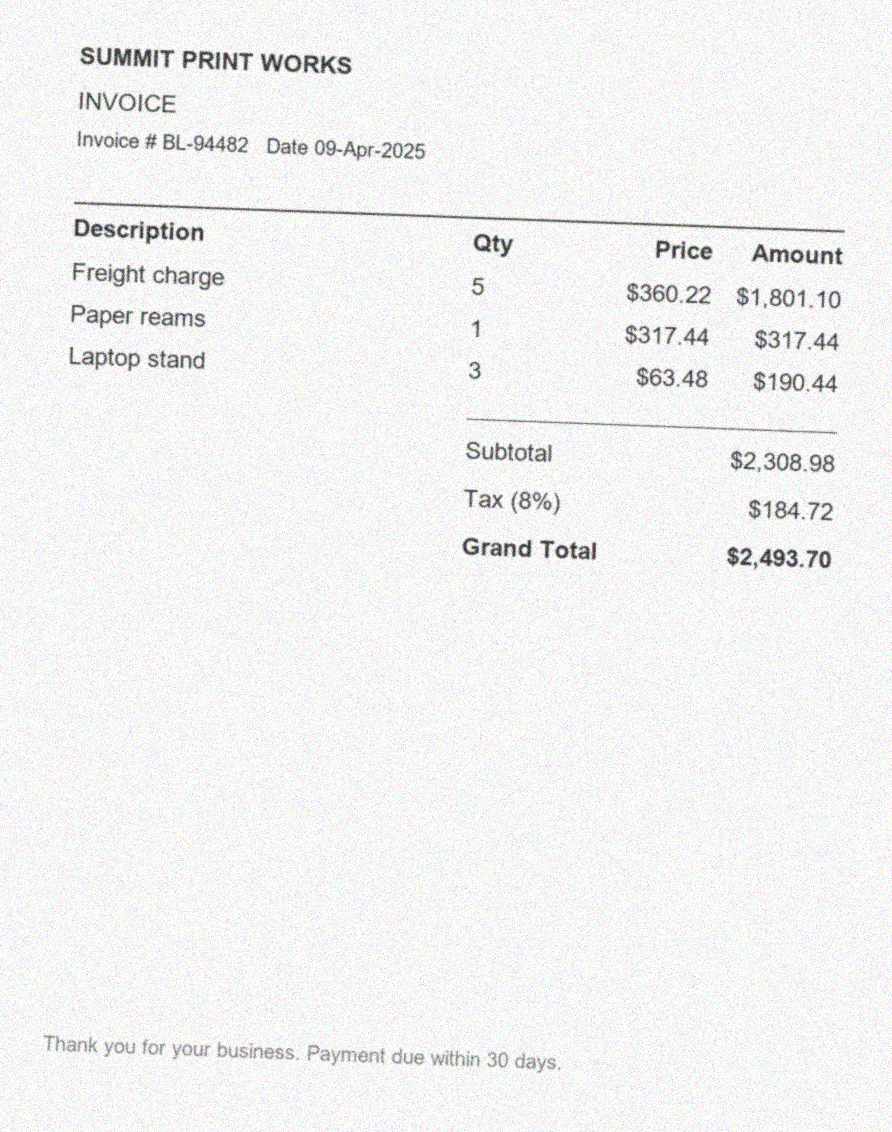 SUMMIT PRINT WORKS
INVOICE
Invoice # BL-94482 Date 09-Apr-2025
Description Qty Price Amount
Freight charge 5 $360.22 $1,801.10
Paper reams 1 $317.44 $317.44
Laptop stand 3 $63.48 $190.44
Subtotal $2,308.98
Tax (8%) $184.72
Grand Total $2,493.70
Thank you for your business. Payment due within 30 days.